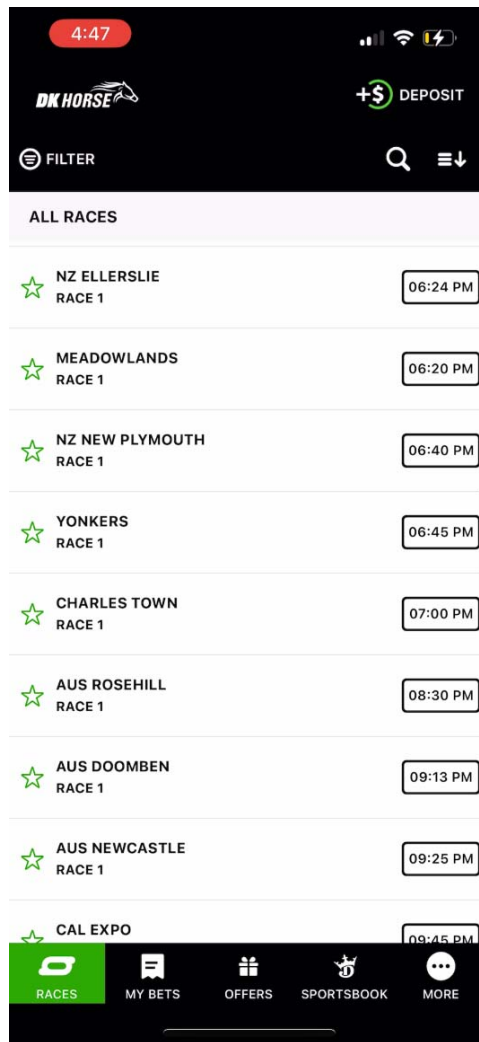 4:47
DK HORSE
+$ DEPOSIT
FILTER
ALL RACES
NZ ELLERSLIE
RACE 1
06:24 PM
MEADOWLANDS
RACE 1
06:20 PM
NZ NEW PLYMOUTH
RACE 1
06:40 PM
YONKERS
RACE 1
06:45 PM
CHARLES TOWN
RACE 1
07:00 PM
AUS ROSEHILL
RACE 1
08:30 PM
AUS DOOMBEN
RACE 1
09:13 PM
AUS NEWCASTLE
RACE 1
09:25 PM
CAL EXPO
09:45 PM
RACES
MY BETS
OFFERS
SPORTSBOOK
MORE